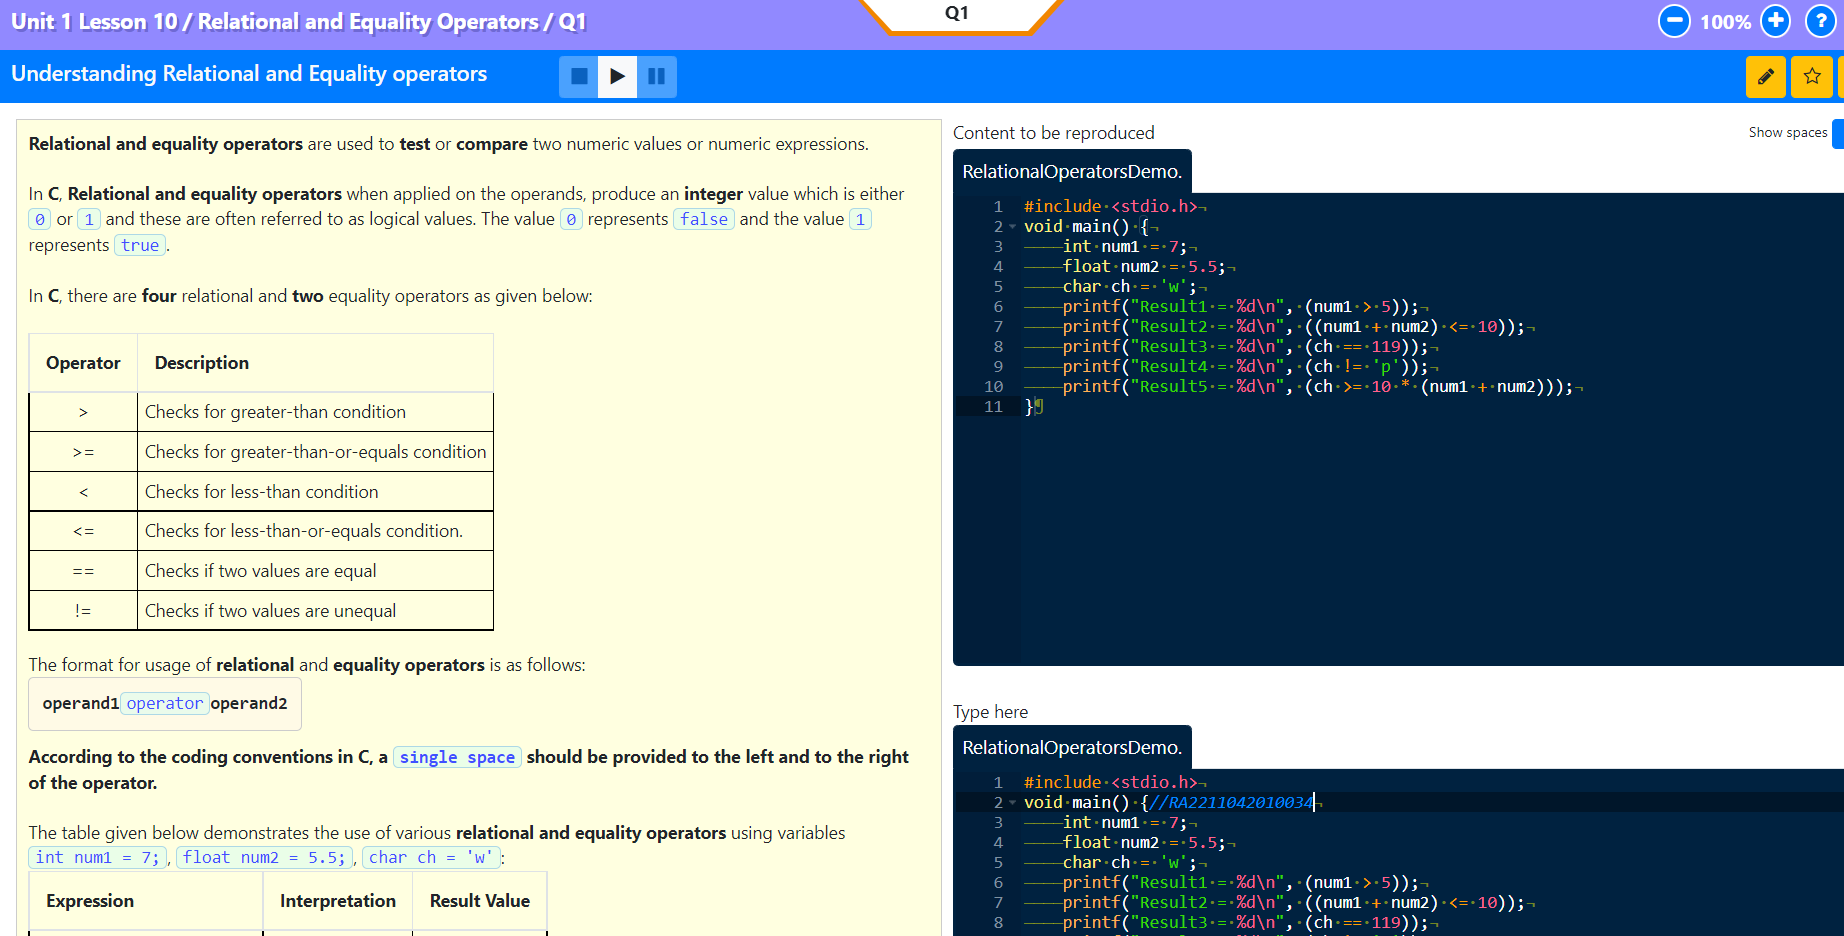 Unit 1 Lesson 10 / Relational and Equality Operators / Q1
Q1
100%
?
Understanding Relational and Equality operators
Relational and equality operators are used to test or compare two numeric values or numeric expressions.
In C, Relational and equality operators when applied on the operands, produce an integer value which is either
0 or 1 and these are often referred to as logical values. The value 0 represents false and the value 1
represents true.
In C, there are four relational and two equality operators as given below:
Operator Description
> Checks for greater-than condition
>= Checks for greater-than-or-equals condition
< Checks for less-than condition
<= Checks for less-than-or-equals condition.
== Checks if two values are equal
!= Checks if two values are unequal
The format for usage of relational and equality operators is as follows:
operand1 operator operand2
According to the coding conventions in C, a single space should be provided to the left and to the right
of the operator.
The table given below demonstrates the use of various relational and equality operators using variables
int num1 = 7;, float num2 = 5.5;, char ch = 'w':
Expression Interpretation Result Value
Content to be reproduced
Show spaces
RelationalOperatorsDemo.
1 #include·<stdio.h>¬
2 void·main()·{¬
3 ————int·num1·=·7;¬
4 ————float·num2·=·5.5;¬
5 ————char·ch·=·'w';¬
6 ————printf("Result1·=·%d\n",·(num1·>·5));¬
7 ————printf("Result2·=·%d\n",·((num1·+·num2)·<=·10));¬
8 ————printf("Result3·=·%d\n",·(ch·==·119));¬
9 ————printf("Result4·=·%d\n",·(ch·!=·'p'));¬
10 ————printf("Result5·=·%d\n",·(ch·>=·10·*·(num1·+·num2)));¬
11 }¶
Type here
RelationalOperatorsDemo.
1 #include·<stdio.h>¬
2 void·main()·{//RA2211042010034¬
3 ————int·num1·=·7;¬
4 ————float·num2·=·5.5;¬
5 ————char·ch·=·'w';¬
6 ————printf("Result1·=·%d\n",·(num1·>·5));¬
7 ————printf("Result2·=·%d\n",·((num1·+·num2)·<=·10));¬
8 ————printf("Result3·=·%d\n",·(ch·==·119));¬